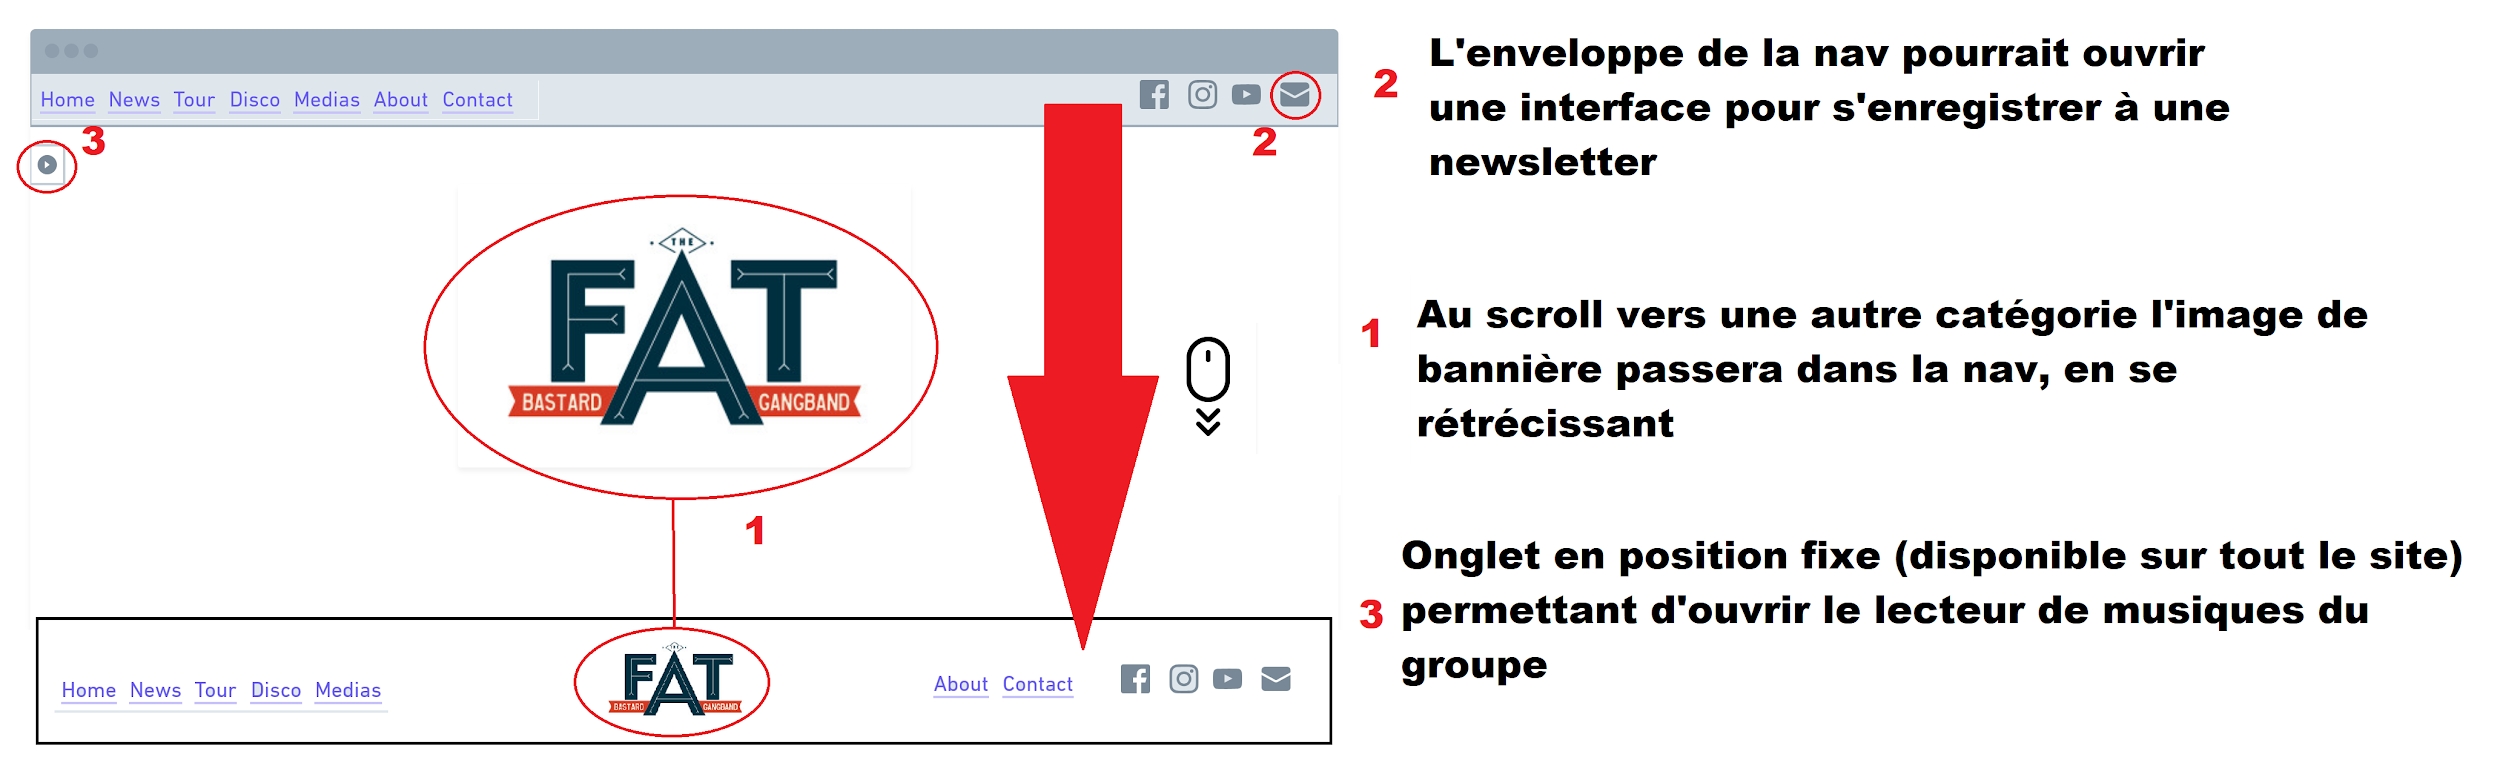 Home News Tour Disco Medias About Contact
3
2
THE
FAT
BASTARD GANGBAND
1
Home News Tour Disco Medias
THE
FAT
BASTARD GANGBAND
About Contact
2
L'enveloppe de la nav pourrait ouvrir
une interface pour s'enregistrer à une
newsletter
1
Au scroll vers une autre catégorie l'image de
bannière passera dans la nav, en se
rétrécissant
3
Onglet en position fixe (disponible sur tout le site)
permettant d'ouvrir le lecteur de musiques du
groupe